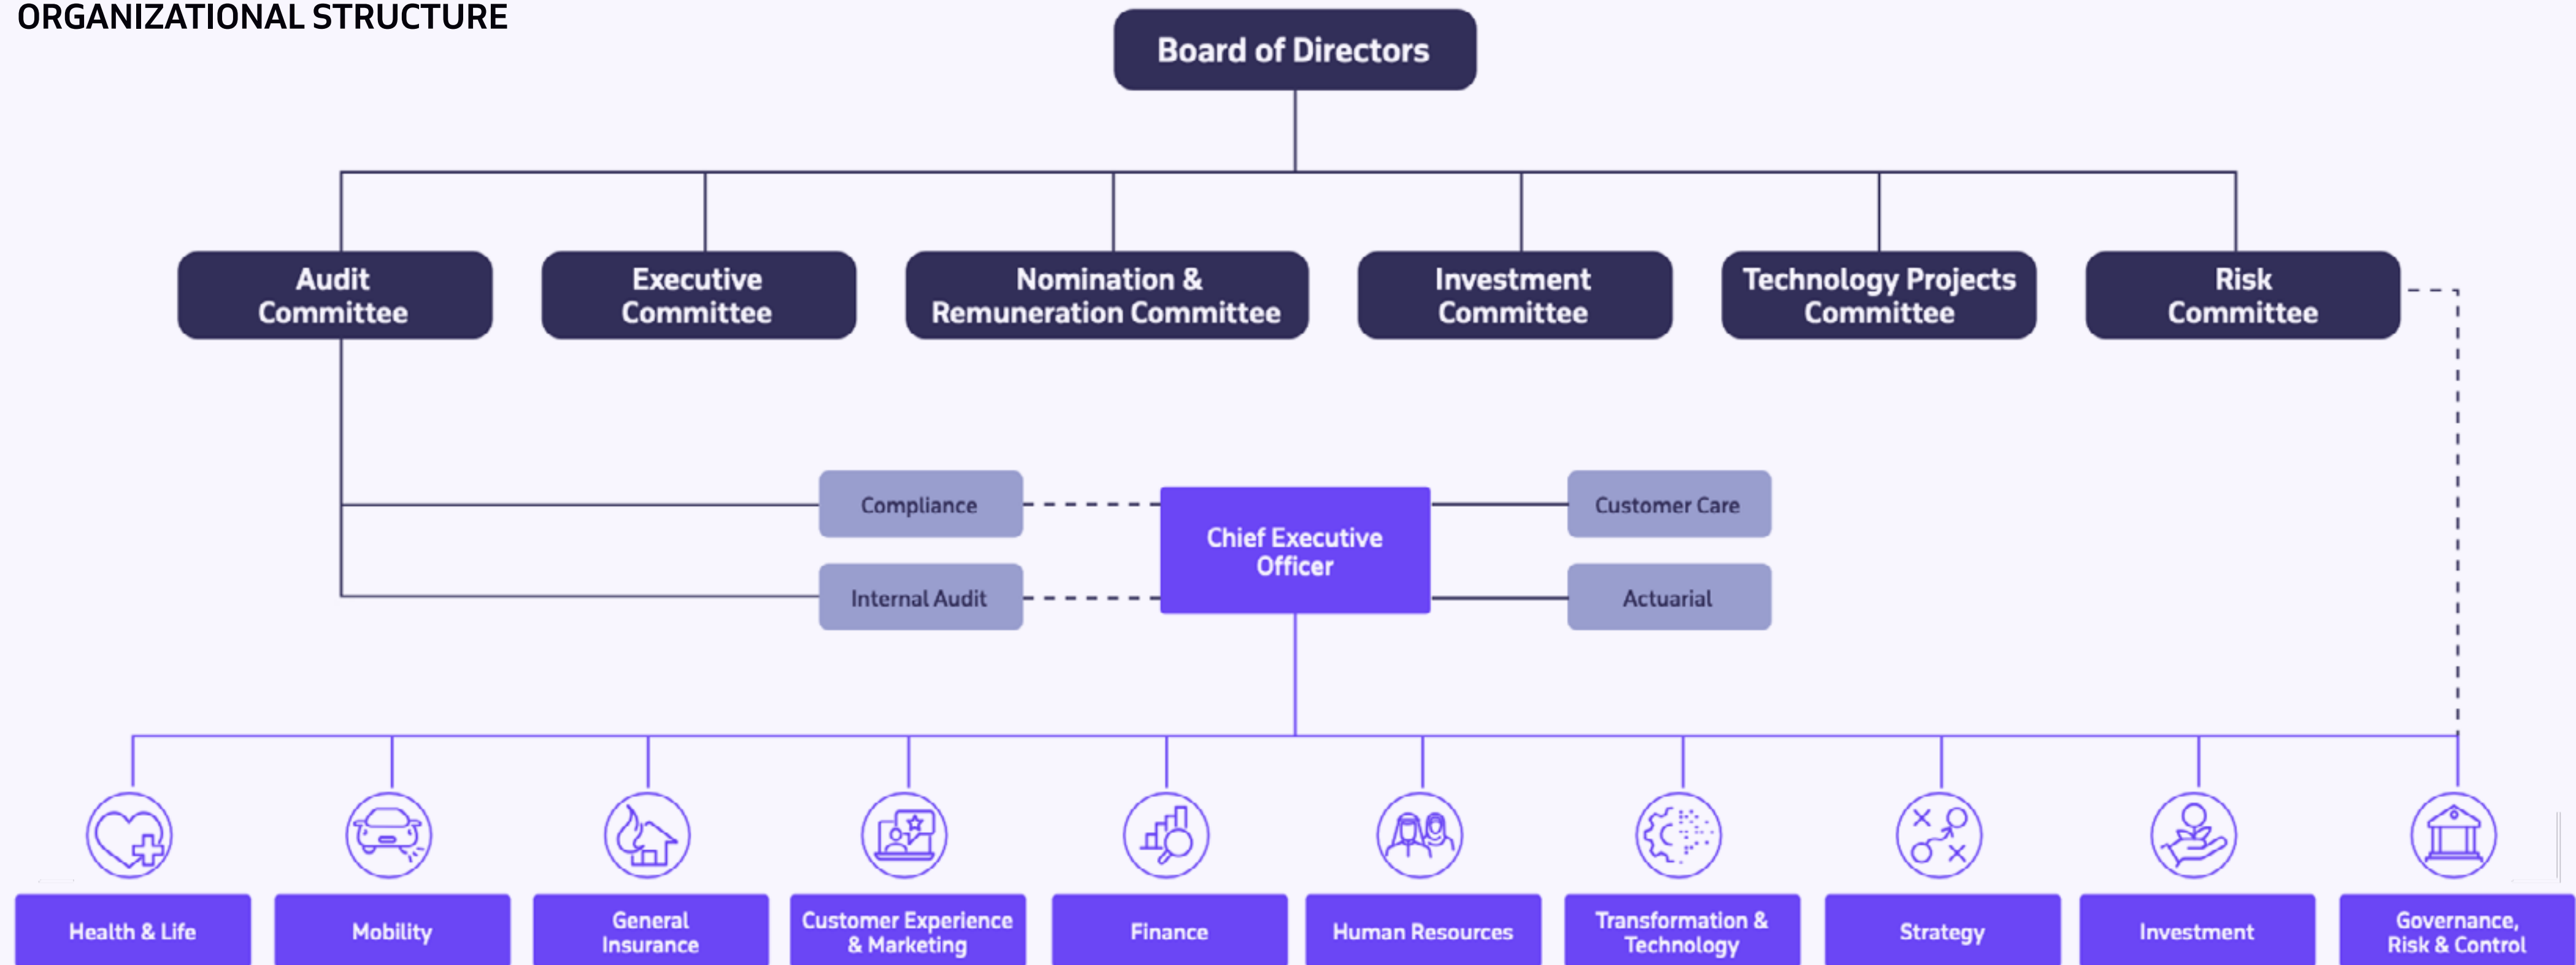 ORGANIZATIONAL STRUCTURE
Board of Directors
Audit
Committee
Executive
Committee
Nomination &
Remuneration Committee
Investment
Committee
Technology Projects
Committee
Risk
Committee
Compliance
Internal Audit
Chief Executive
Officer
Customer Care
Actuarial
Health & Life
Mobility
General
Insurance
Customer Experience
& Marketing
Finance
Human Resources
Transformation &
Technology
Strategy
Investment
Governance,
Risk & Control